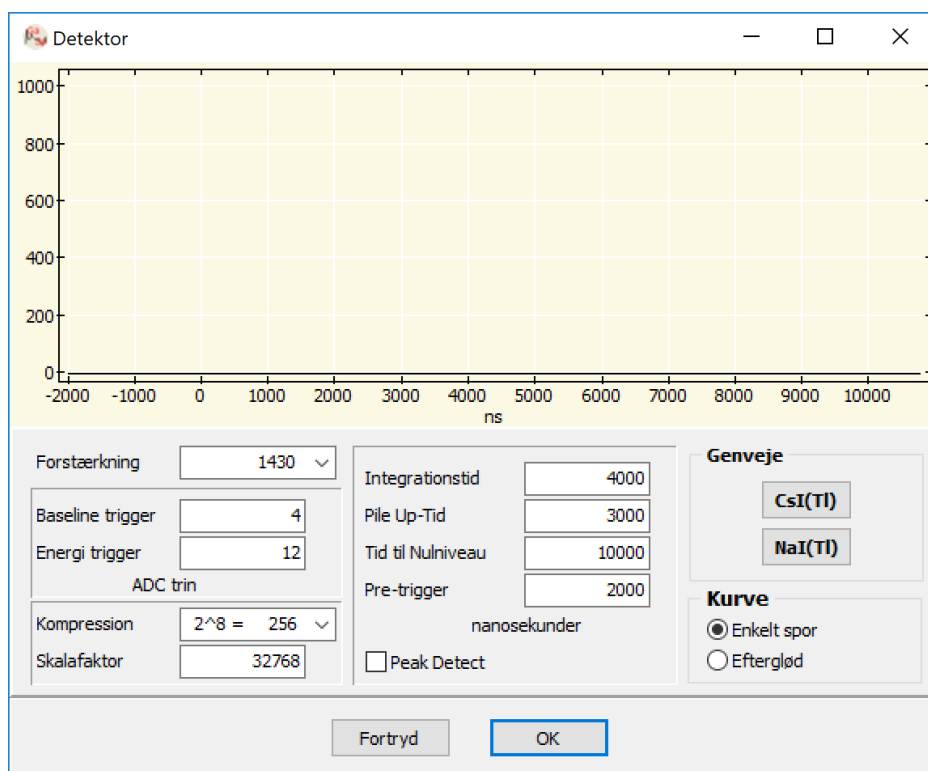 Detektor
1000
800
600
400
200
0
-2000 -1000 0 1000 2000 3000 4000 5000 6000 7000 8000 9000 10000
ns
Forstærkning 1430
Baseline trigger 4
Energi trigger 12
ADC trin
Kompression 2^8 = 256
Skalafaktor 32768
Integrationstid 4000
Pile Up-Tid 3000
Tid til Nulniveau 10000
Pre-trigger 2000
nanosekunder
Peak Detect
Genveje
CsI(Tl)
NaI(Tl)
Kurve
Enkelt spor
Efterglød
Fortryd OK